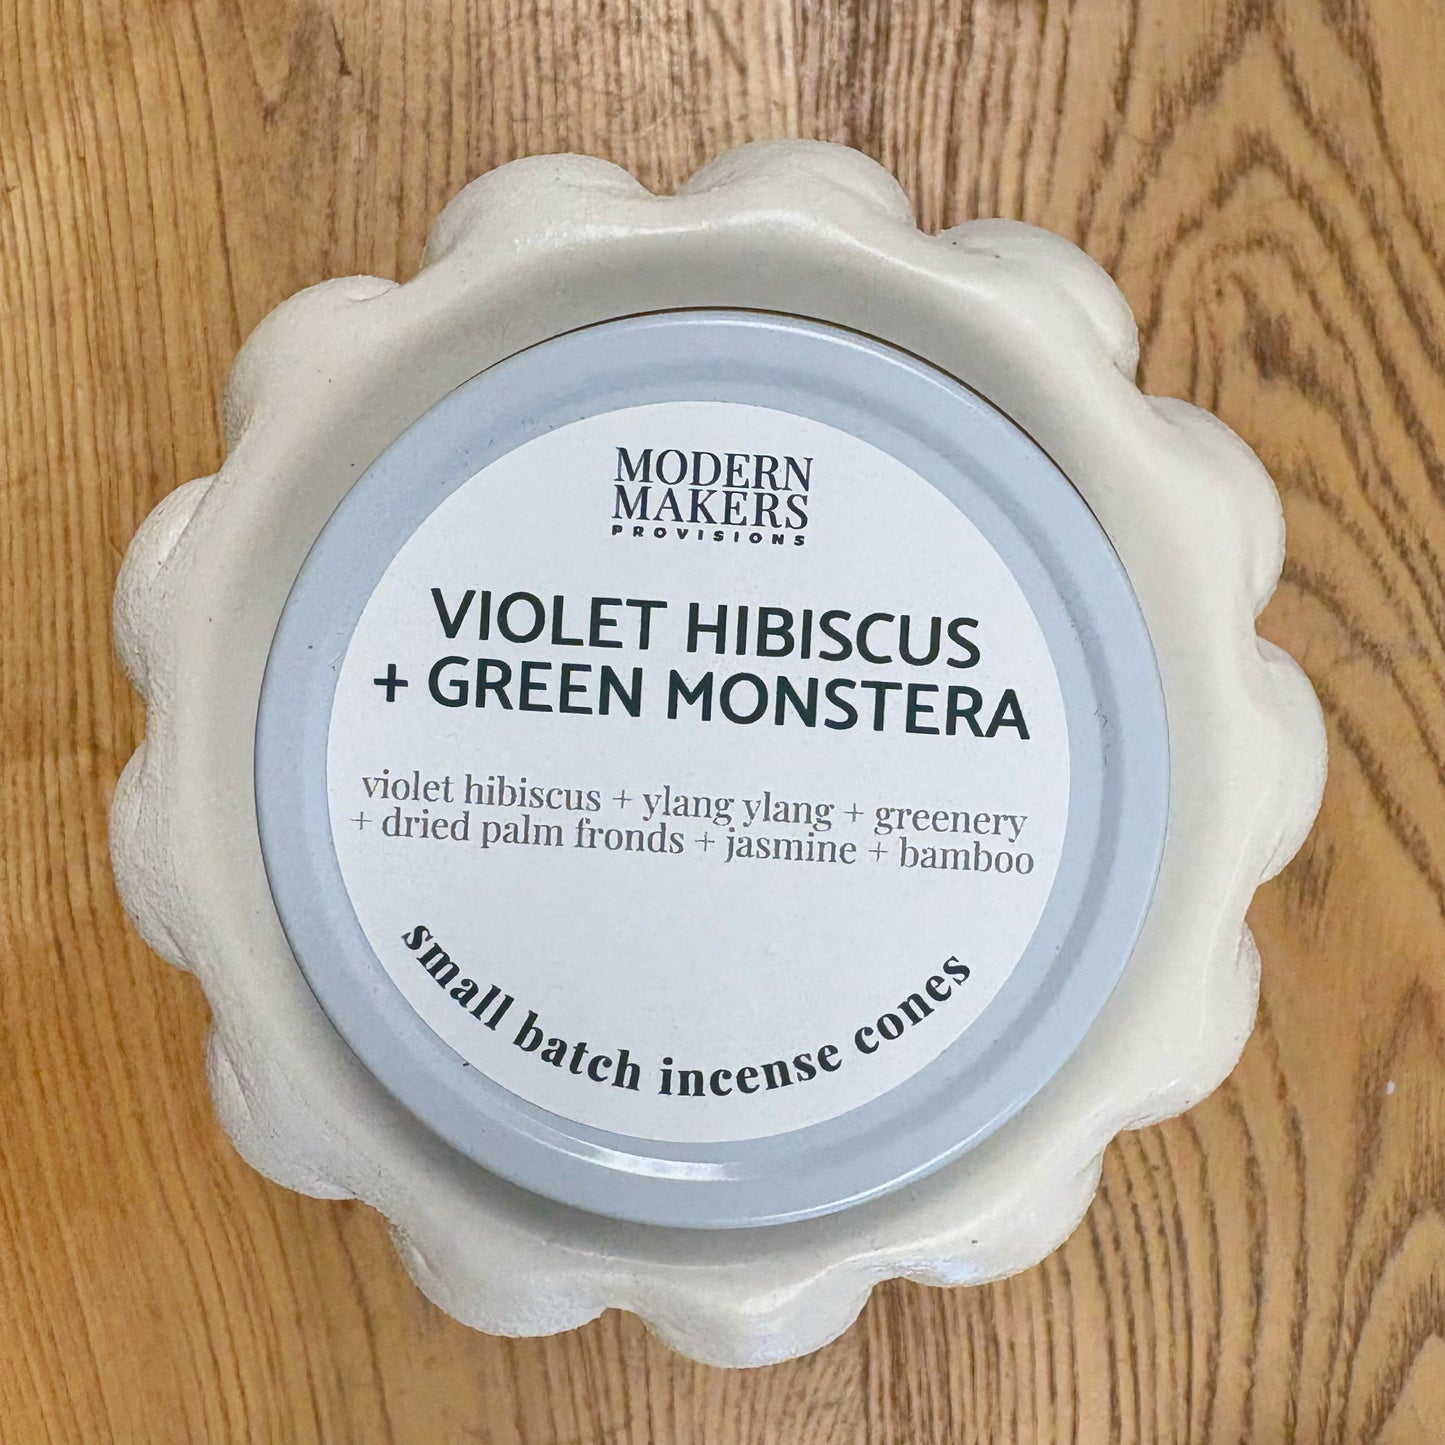 MODERN
MAKERS
PROVISIONS
VIOLET HIBISCUS
+ GREEN MONSTERA
violet hibiscus + ylang ylang + greenery
+ dried palm fronds + jasmine + bamboo
small batch incense cones